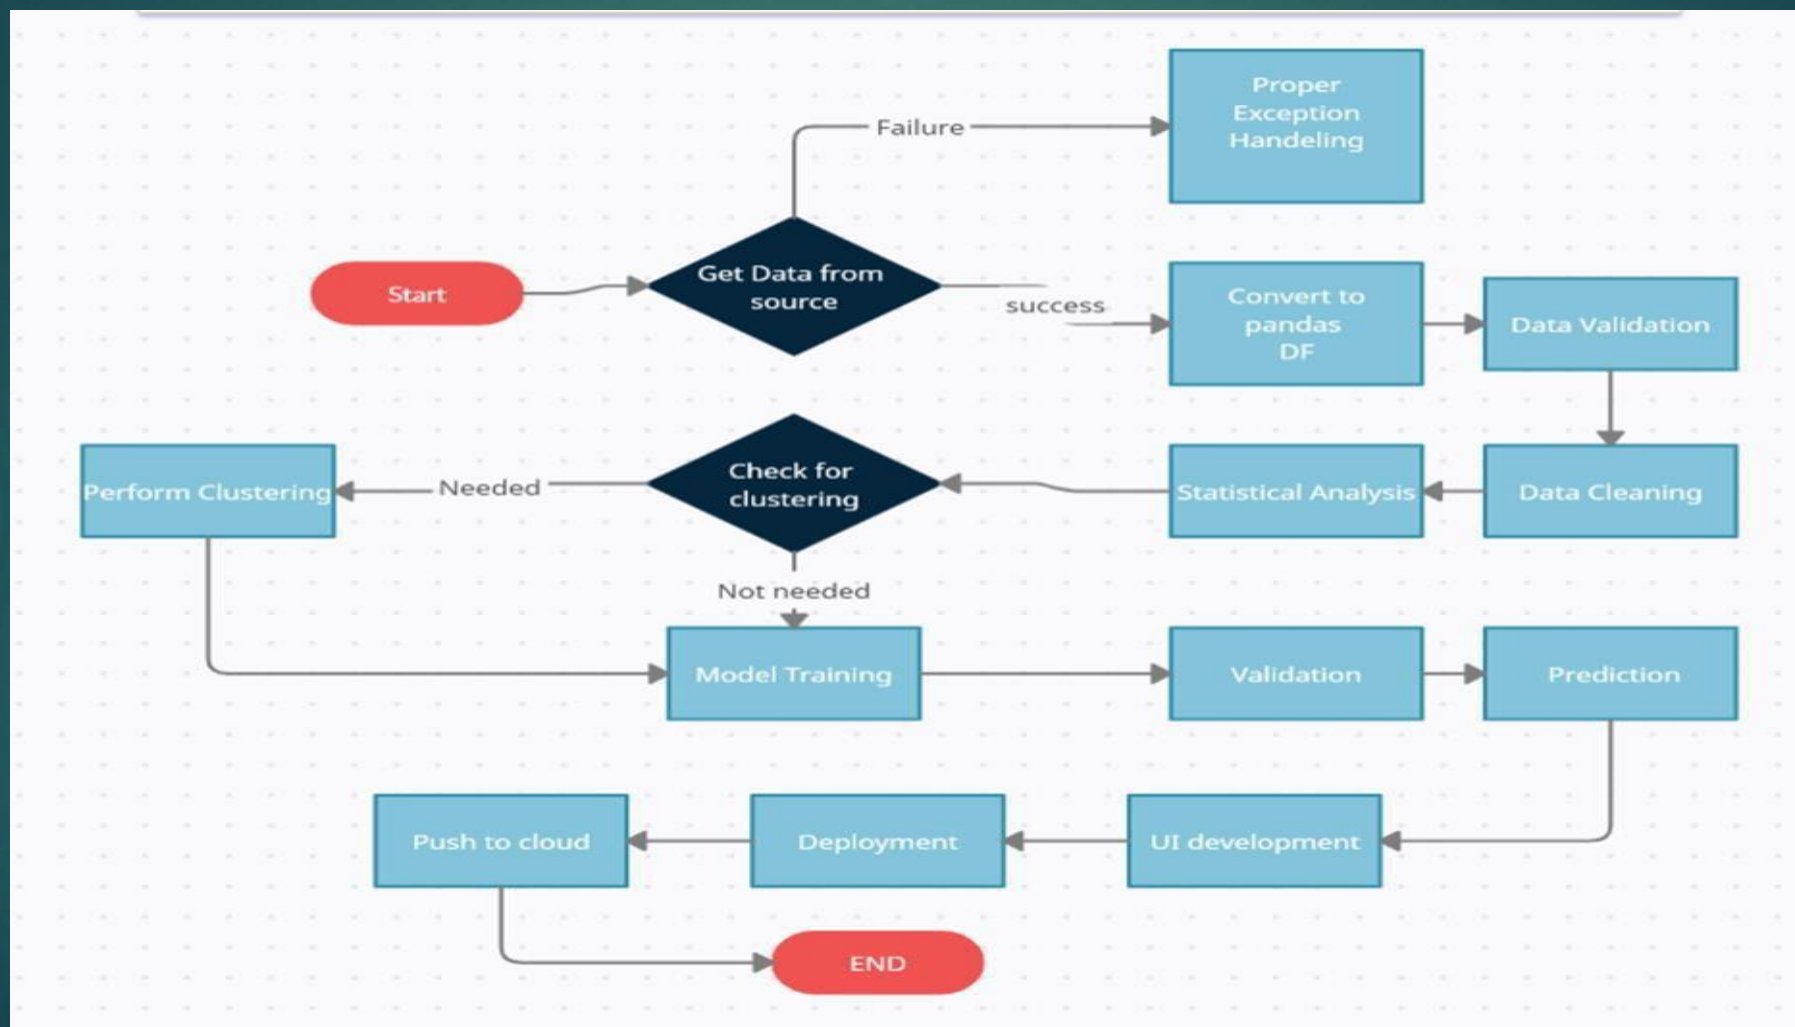 Proper
Exception
Handeling
Failure
Start
Get Data from
source
success
Convert to
pandas
DF
Data Validation
Perform Clustering
Needed
Check for
clustering
Statistical Analysis
Data Cleaning
Not needed
Model Training
Validation
Prediction
Push to cloud
Deployment
UI development
END